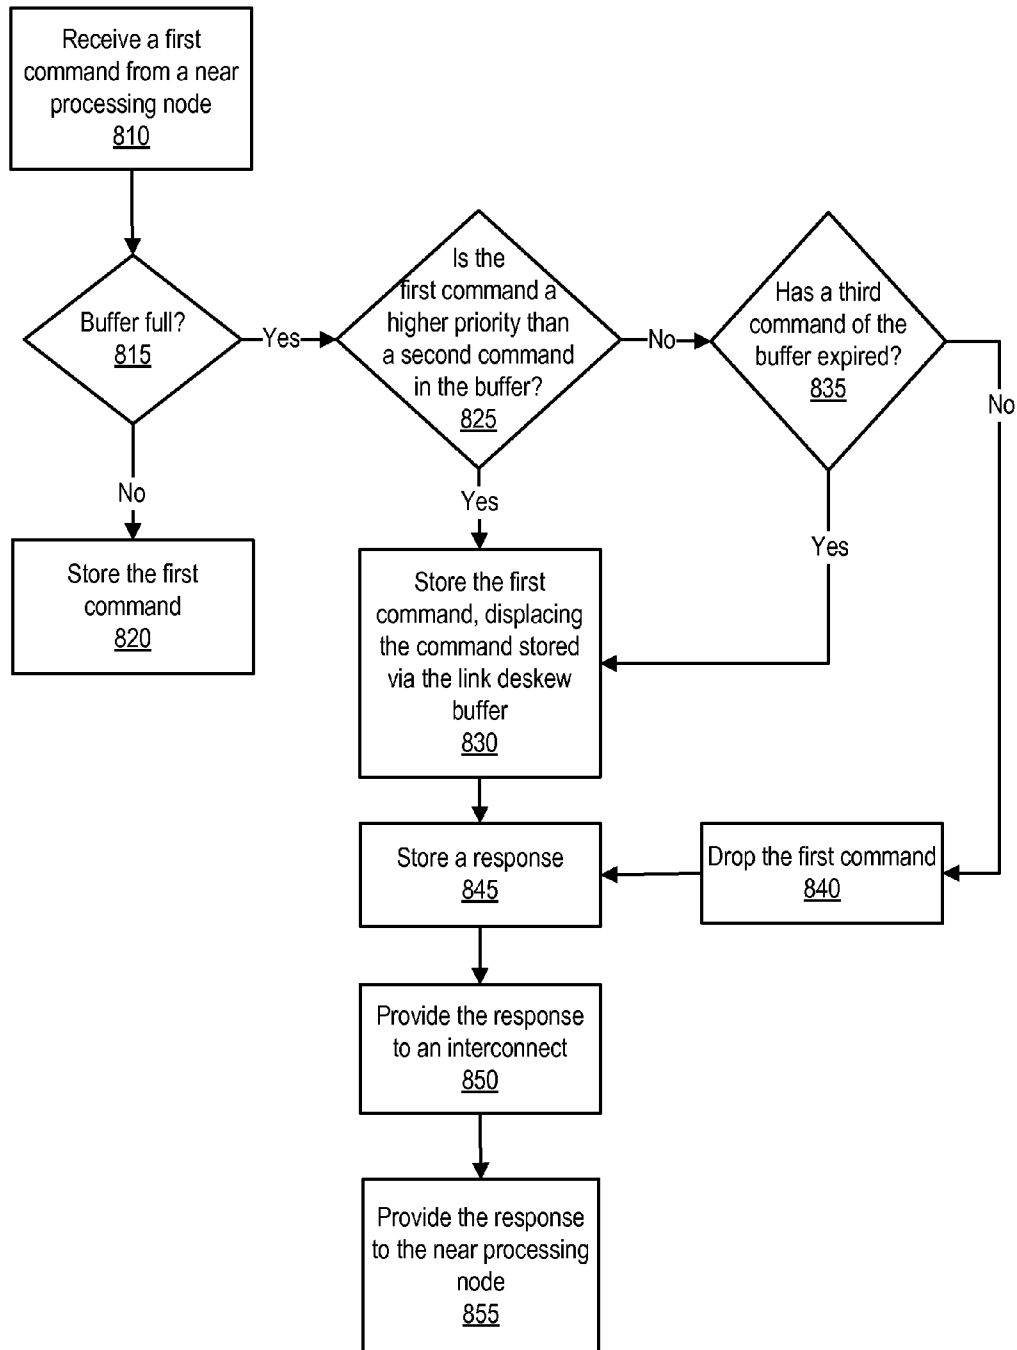 Receive a first
command from a near
processing node
810
Buffer full?
815
Yes
Is the
first command a
higher priority than
a second command
in the buffer?
825
No
Has a third
command of the
buffer expired?
835
No
No
Yes
Yes
Store the first
command
820
Store the first
command, displacing
the command stored
via the link deskew
buffer
830
Store a response
845
Drop the first command
840
Provide the response
to an interconnect
850
Provide the response
to the near processing
node
855